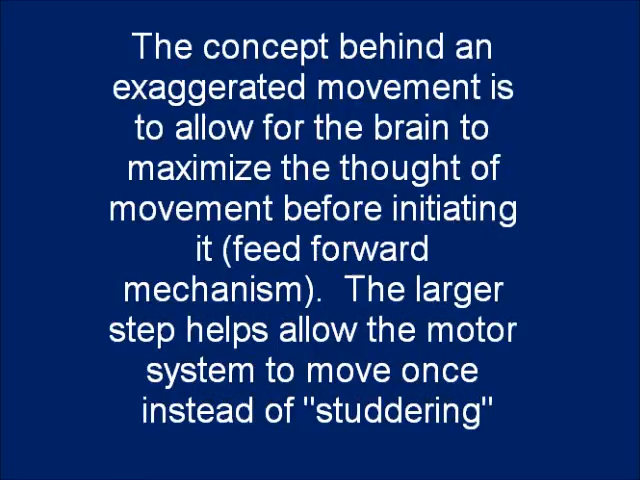 The concept behind an
exaggerated movement is
to allow for the brain to
maximize the thought of
movement before initiating
it (feed forward
mechanism).  The larger
step helps allow the motor
system to move once
instead of "studdering"